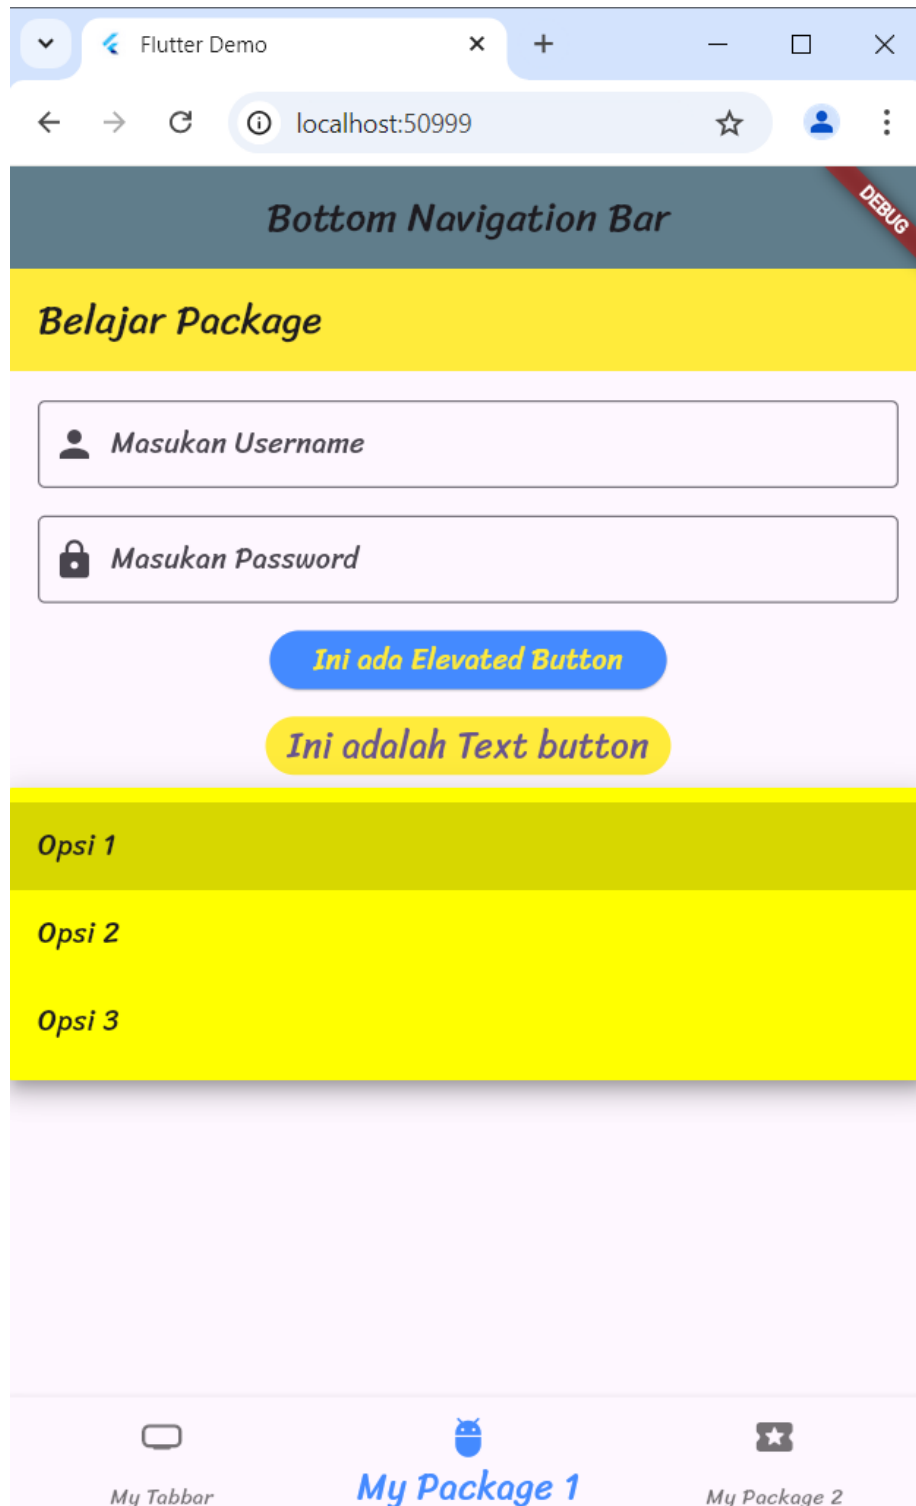 Flutter Demo
localhost:50999
Bottom Navigation Bar
DEBUG
Belajar Package
Masukan Username
Masukan Password
Ini ada Elevated Button
Ini adalah Text button
Opsi 1
Opsi 2
Opsi 3
My Tabbar
My Package 1
My Package 2